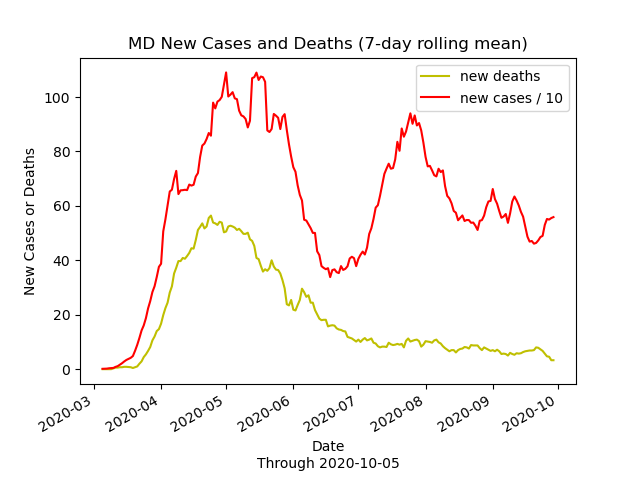 MD New Cases and Deaths (7-day rolling mean)
new deaths
new cases / 10
New Cases or Deaths
100
80
60
40
20
0
2020-03
2020-04
2020-05
2020-06
2020-07
2020-08
2020-09
2020-10
Date
Through 2020-10-05